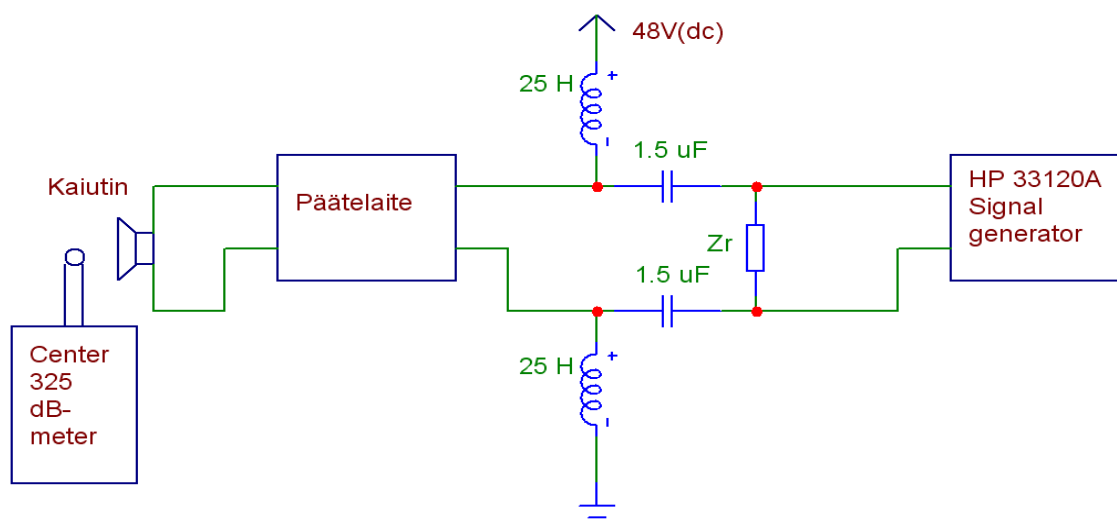 48V(dc)
25 H
+
-
1.5 uF
Kaiutin
Päätelaite
HP 33120A
Signal
generator
Zr
1.5 uF
Center
325
dB-
meter
25 H
+
-